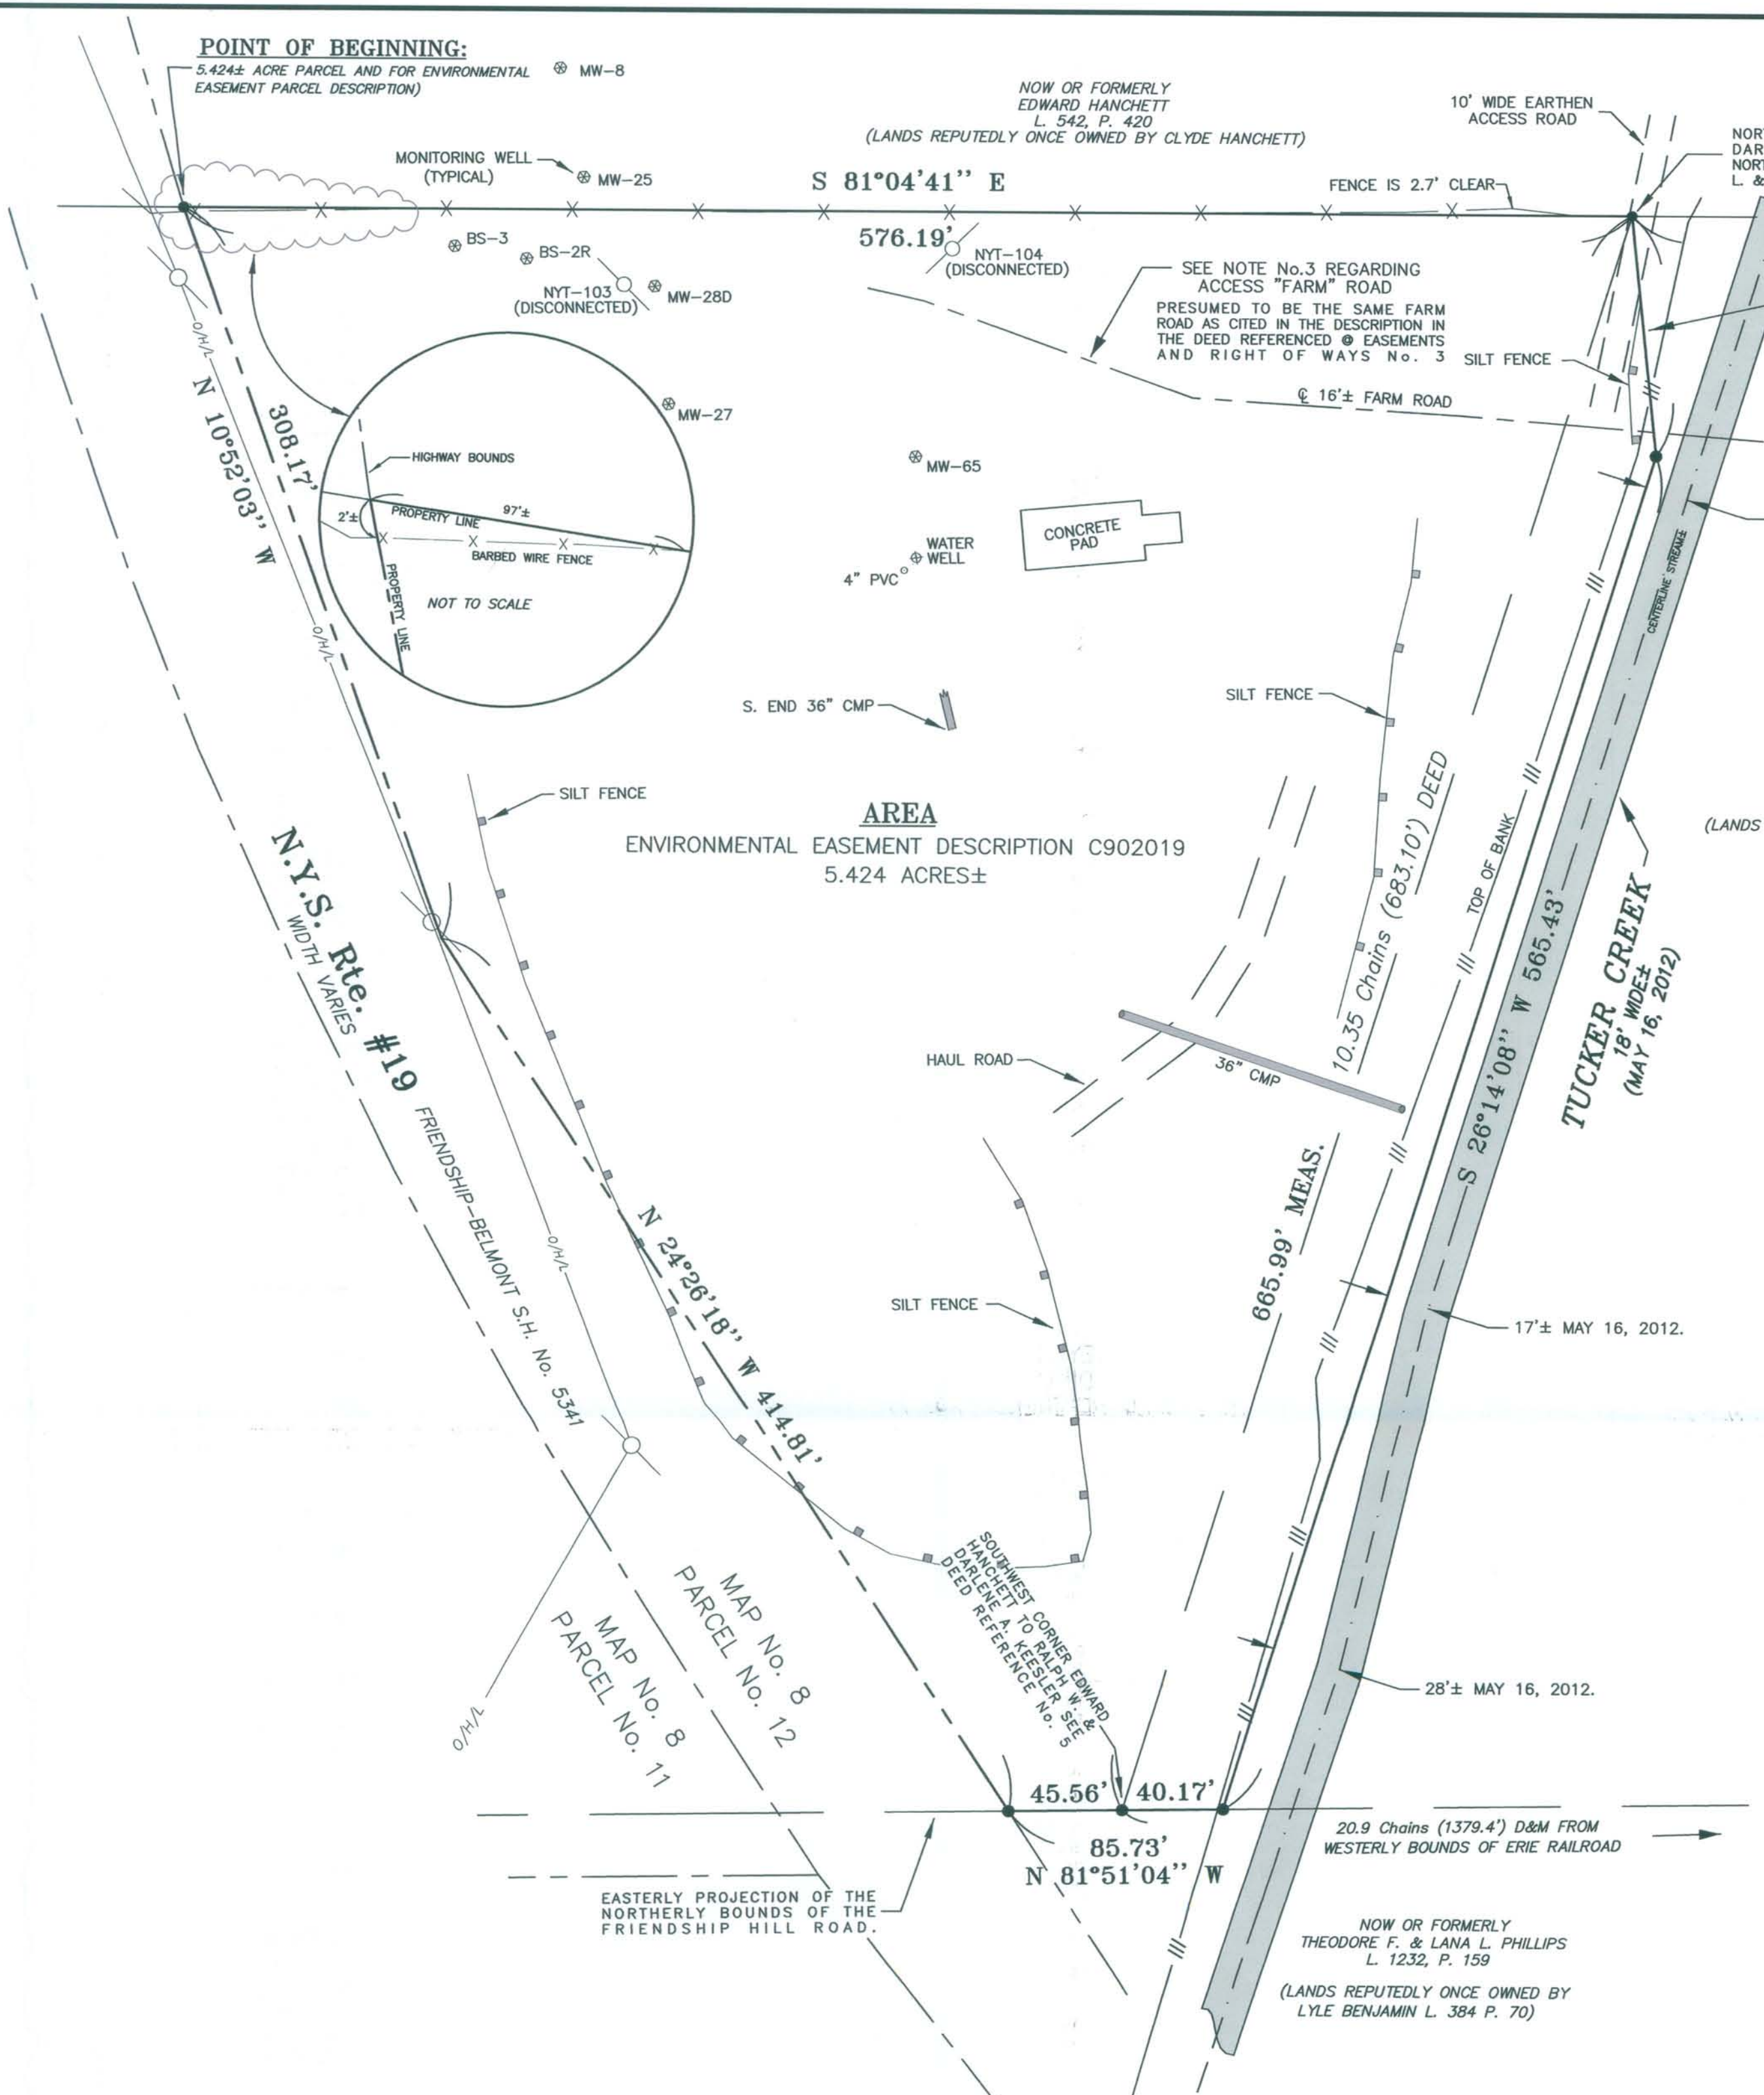 POINT OF BEGINNING:
5.424± ACRE PARCEL AND FOR ENVIRONMENTAL
EASEMENT PARCEL DESCRIPTION)
MW-8
NOW OR FORMERLY
EDWARD HANCHETT
L. 542, P. 420
(LANDS REPUTEDLY ONCE OWNED BY CLYDE HANCHETT)
10' WIDE EARTHEN
ACCESS ROAD
NOR
DAR
NORT
L. &
MONITORING WELL
(TYPICAL)
MW-25
S 81°04'41'' E
FENCE IS 2.7' CLEAR
576.19'
BS-3
BS-2R
NYT-103
(DISCONNECTED)
MW-28D
NYT-104
(DISCONNECTED)
SEE NOTE No.3 REGARDING
ACCESS "FARM" ROAD
PRESUMED TO BE THE SAME FARM
ROAD AS CITED IN THE DESCRIPTION IN
THE DEED REFERENCED @ EASEMENTS
AND RIGHT OF WAYS No. 3
SILT FENCE
℄ 16'± FARM ROAD
O/H/L
N 10°52'03'' W
308.17'
MW-27
HIGHWAY BOUNDS
2'±
PROPERTY LINE
97'±
BARBED WIRE FENCE
PROPERTY LINE
NOT TO SCALE
MW-65
CONCRETE
PAD
WATER
WELL
4" PVC
CENTERLINE STREAM±
O/H/L
S. END 36" CMP
SILT FENCE
SILT FENCE
AREA
ENVIRONMENTAL EASEMENT DESCRIPTION C902019
5.424 ACRES±
10.35 Chains (683.10') DEED
TOP OF BANK
(LANDS
N.Y.S. Rte. #19
WIDTH VARIES
FRIENDSHIP-BELMONT S.H. No. 5341
S 26°14'08'' W 565.43'
TUCKER CREEK
18' WIDE±
(MAY 16, 2012)
HAUL ROAD
36" CMP
665.99' MEAS.
O/H/L
N 24°26'18'' W 414.81'
SILT FENCE
17'± MAY 16, 2012.
MAP No. 8
PARCEL No. 12
MAP No. 8
PARCEL No. 11
O/H/L
SOUTHWEST CORNER EDWARD
HANCHETT TO RALPH W. &
DARLENE A. KEESLER SEE
DEED REFERENCE No. 5
28'± MAY 16, 2012.
45.56'
40.17'
85.73'
N 81°51'04'' W
20.9 Chains (1379.4') D&M FROM
WESTERLY BOUNDS OF ERIE RAILROAD
EASTERLY PROJECTION OF THE
NORTHERLY BOUNDS OF THE
FRIENDSHIP HILL ROAD.
NOW OR FORMERLY
THEODORE F. & LANA L. PHILLIPS
L. 1232, P. 159
(LANDS REPUTEDLY ONCE OWNED BY
LYLE BENJAMIN L. 384 P. 70)